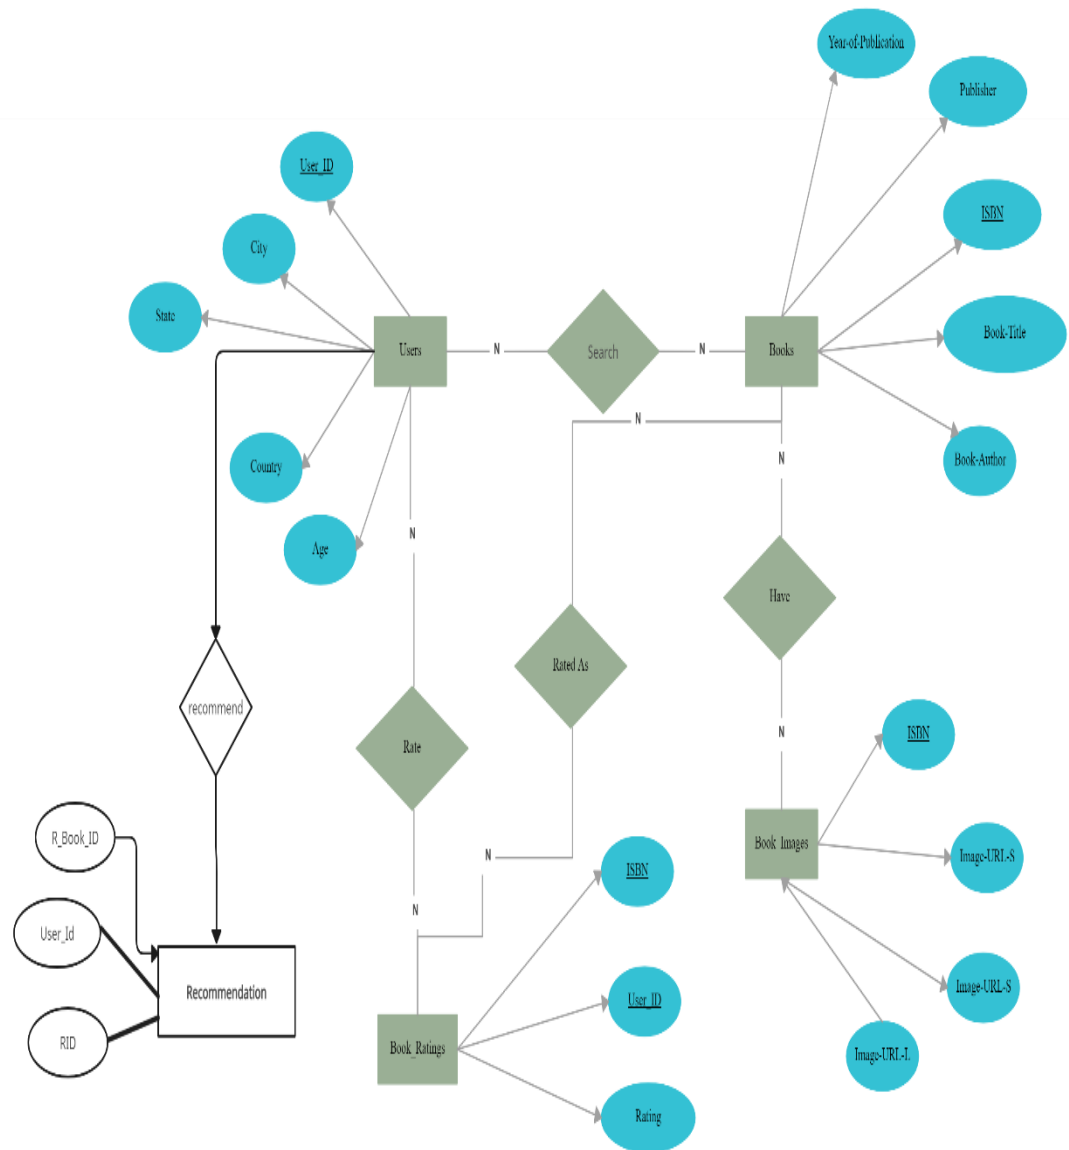 Year-of-Publication
Publisher
User_ID
ISBN
City
State
Book-Title
Users
N
Search
N
Books
N
Book-Author
N
Country
N
Age
Have
Rated As
recommend
N
ISBN
Rate
R_Book_ID
Book_Images
N
ISBN
Image-URL-S
N
User_Id
Recommendation
Image-URL-S
User_ID
RID
Book_Ratings
Image-URL-L
Rating